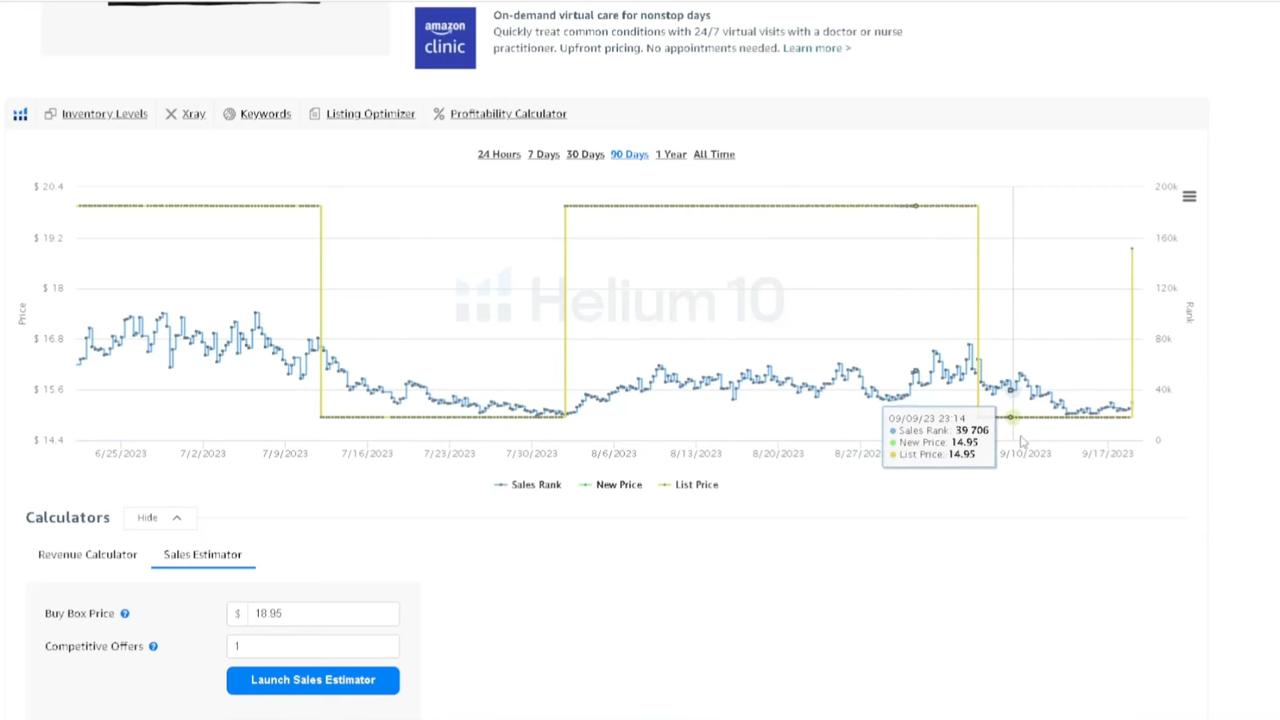 On-demand virtual care for nonstop days
amazon
clinic
Quickly treat common conditions with 24/7 virtual visits with a doctor or nurse
practitioner. Upfront pricing. No appointments needed. Learn more >
Inventory Levels Xray Keywords Listing Optimizer Profitability Calculator
24 Hours 7 Days 30 Days 90 Days 1 Year All Time
$ 20.4 200k
$ 19.2 160k
$ 18 120k
Helium 10
Price Rank
$ 16.8 80k
$ 15.6 40k
$ 14.4 0
09/09/23 23:14
Sales Rank: 39 706
New Price: 14.95
List Price: 14.95
6/25/2023 7/2/2023 7/9/2023 7/16/2023 7/23/2023 7/30/2023 8/6/2023 8/13/2023 8/20/2023 8/27/202 9/10/2023 9/17/2023
Sales Rank New Price List Price
Calculators Hide
Revenue Calculator Sales Estimator
Buy Box Price ? $ 18.95
Competitive Offers ? 1
Launch Sales Estimator